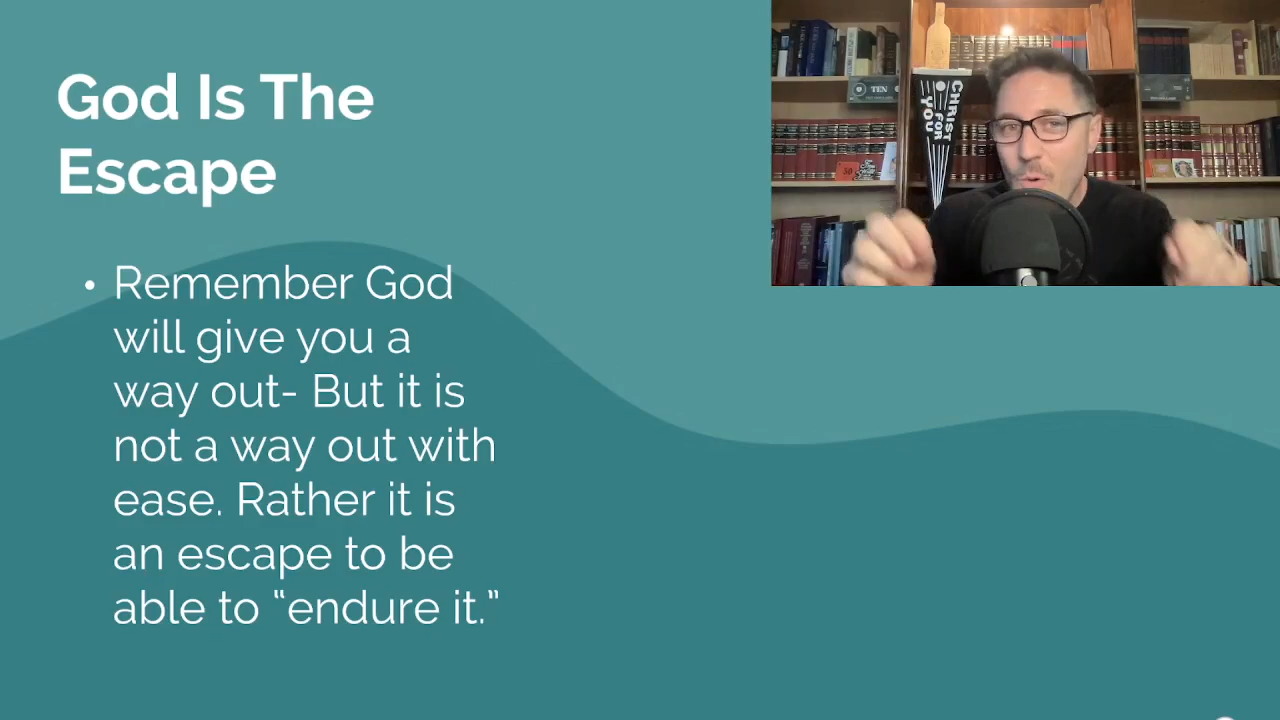 God Is The
Escape
• Remember God
will give you a
way out- But it is
not a way out with
ease. Rather it is
an escape to be
able to “endure it.”
TEN
CHRIST
FOR
YOU